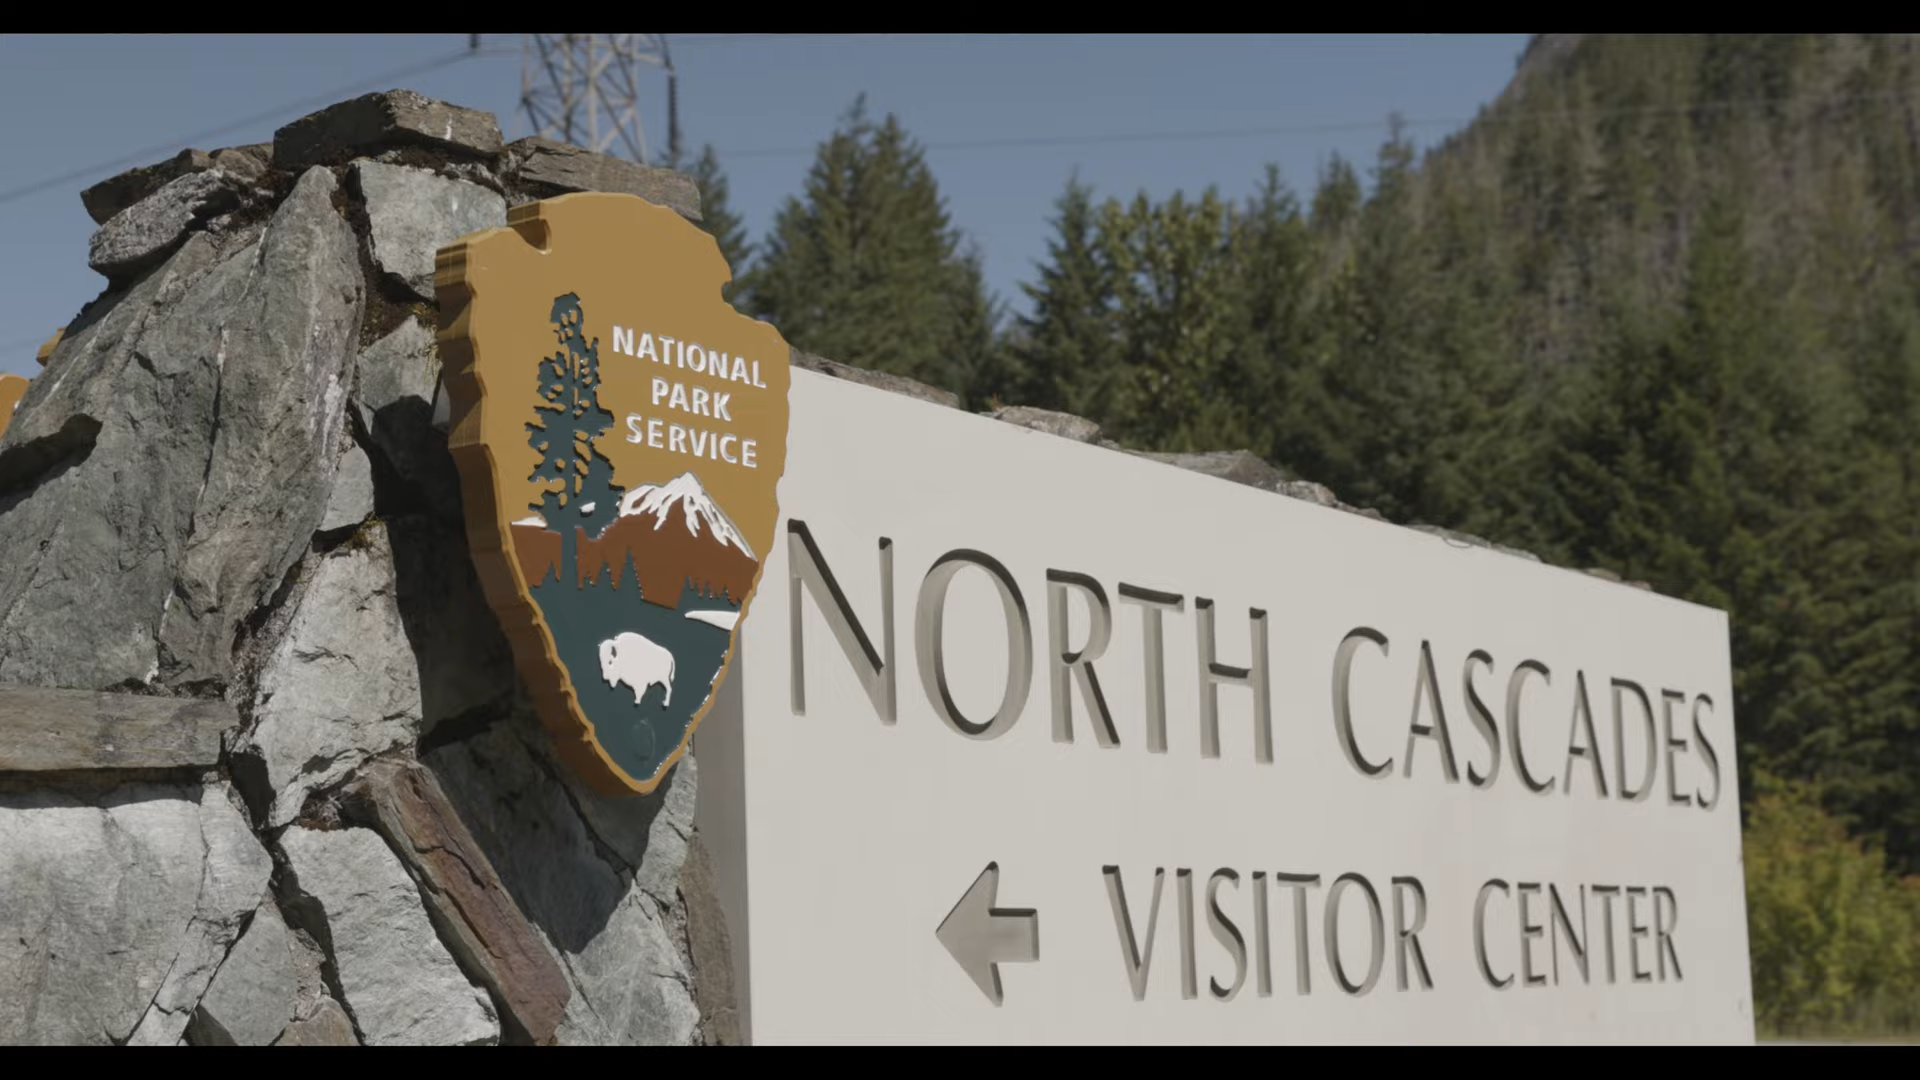 NATIONAL
PARK
SERVICE
NORTH CASCADES
VISITOR CENTER